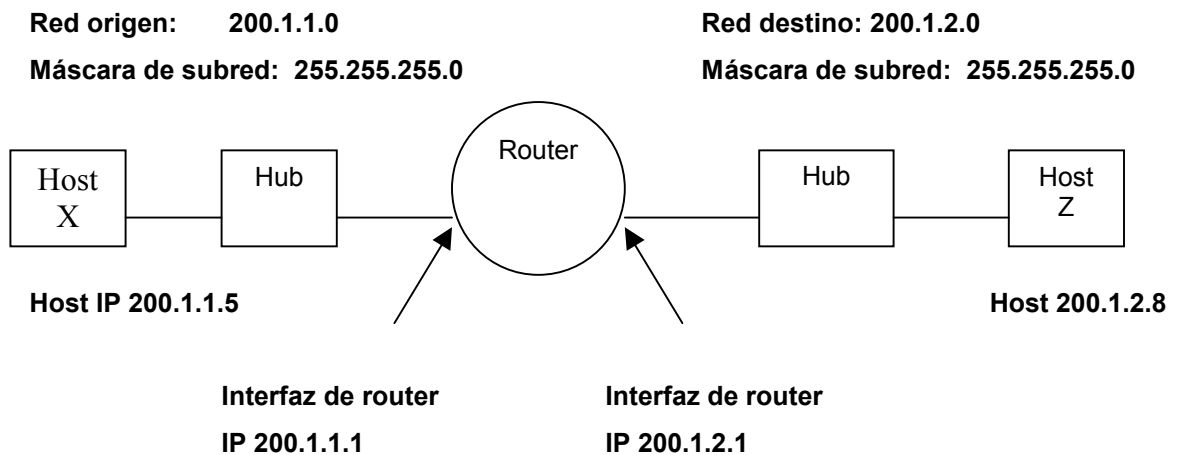 Red origen: 200.1.1.0
Máscara de subred: 255.255.255.0
Red destino: 200.1.2.0
Máscara de subred: 255.255.255.0
Host
X
Hub
Router
Hub
Host
Z
Host IP 200.1.1.5
Host 200.1.2.8
Interfaz de router
IP 200.1.1.1
Interfaz de router
IP 200.1.2.1